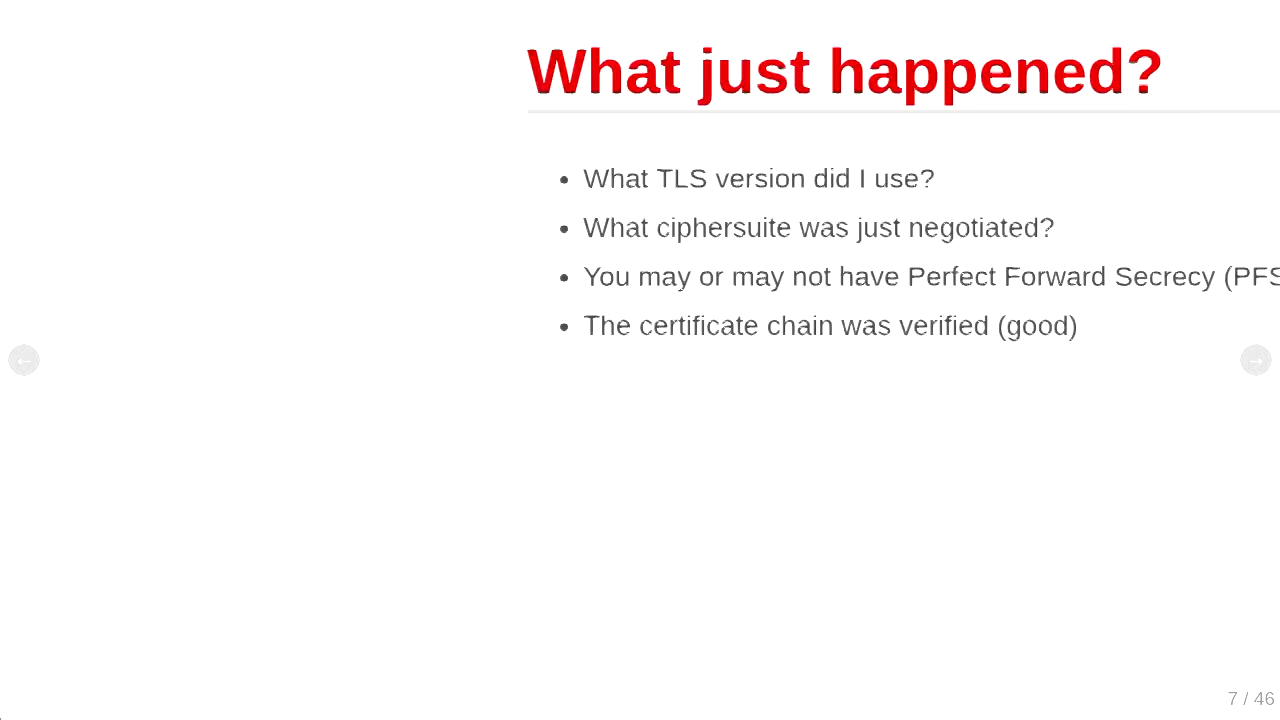 What just happened?
• What TLS version did I use?
• What ciphersuite was just negotiated?
• You may or may not have Perfect Forward Secrecy (PFS
• The certificate chain was verified (good)
← →
7 / 46